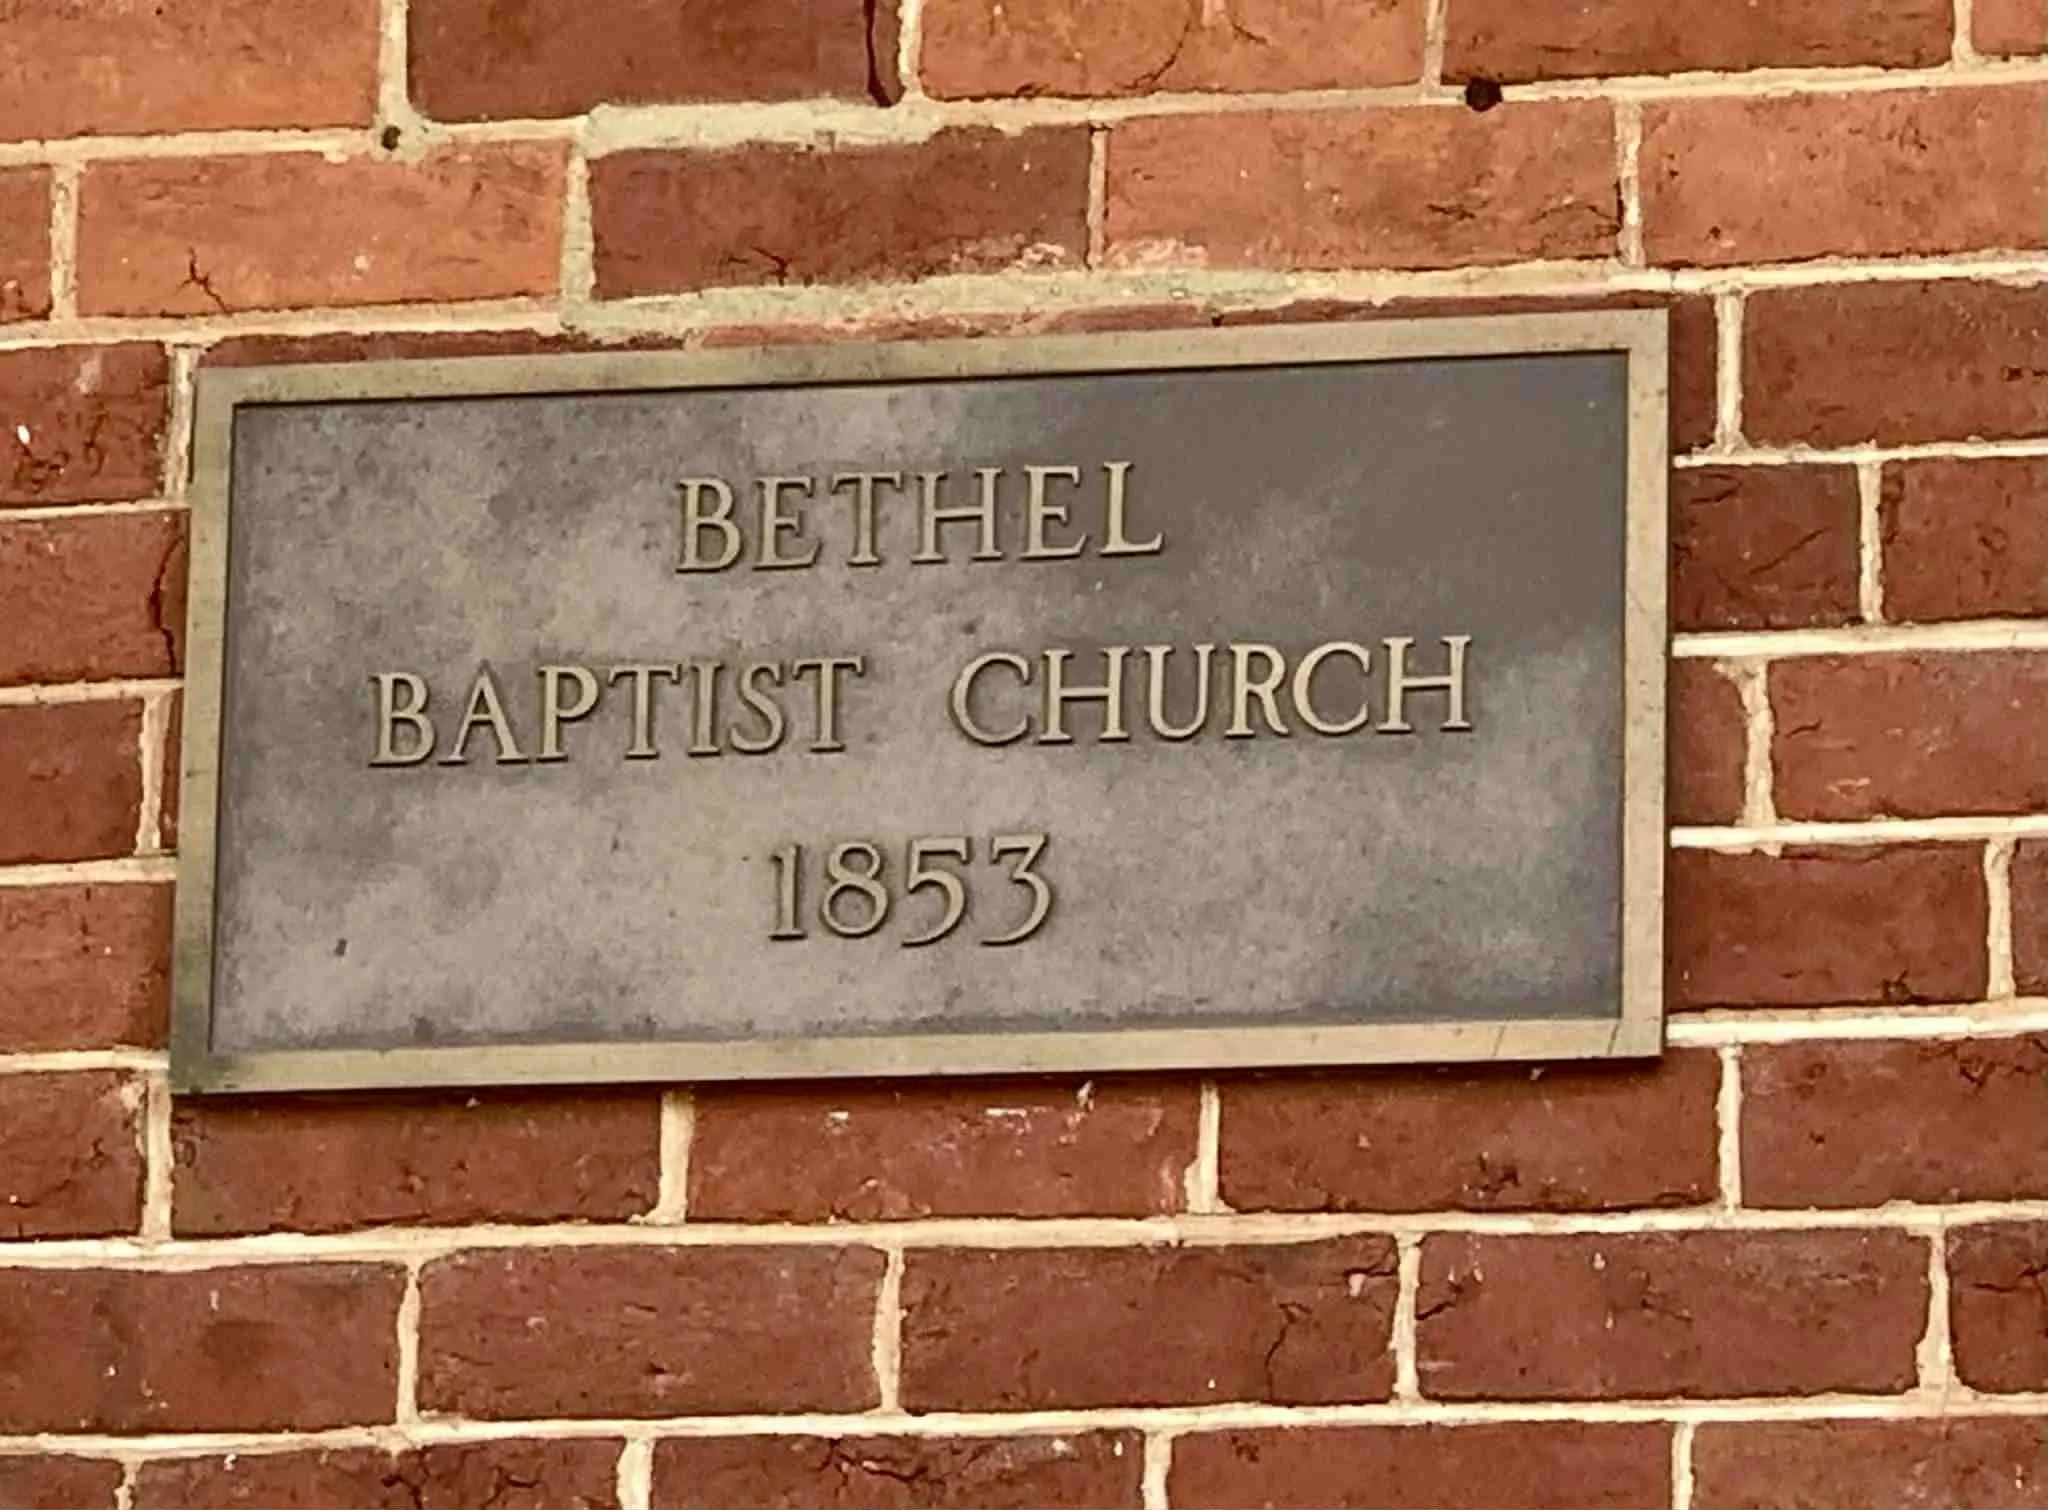 BETHEL
BAPTIST CHURCH
1853